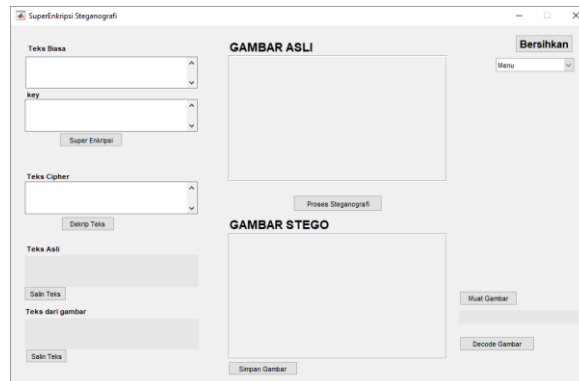 SuperEnkripsi Steganografi
Teks Biasa
key
Super Enkripsi
Teks Cipher
Dekrip Teks
Teks Asli
Salin Teks
Teks dari gambar
Salin Teks
GAMBAR ASLI
Proses Steganografi
GAMBAR STEGO
Simpan Gambar
Bersihkan
Menu
Muat Gambar
Decode Gambar